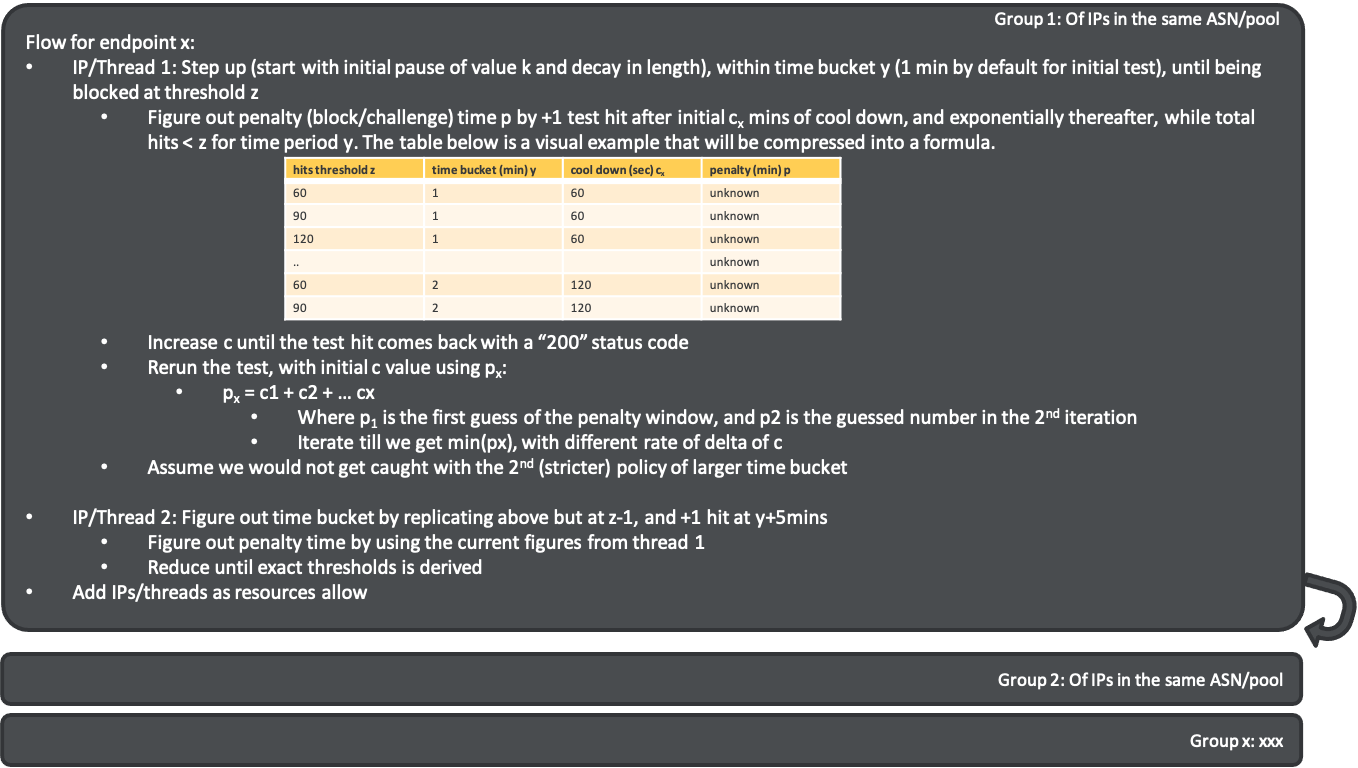 Group 1: Of IPs in the same ASN/pool
Flow for endpoint x:
• IP/Thread 1: Step up (start with initial pause of value k and decay in length), within time bucket y (1 min by default for initial test), until being
blocked at threshold z
• Figure out penalty (block/challenge) time p by +1 test hit after initial cx mins of cool down, and exponentially thereafter, while total
hits < z for time period y. The table below is a visual example that will be compressed into a formula.
hits threshold z time bucket (min) y cool down (sec) cx penalty (min) p
60 1 60 unknown
90 1 60 unknown
120 1 60 unknown
.. unknown
60 2 120 unknown
90 2 120 unknown
• Increase c until the test hit comes back with a “200” status code
• Rerun the test, with initial c value using px:
• px = c1 + c2 + … cx
• Where p1 is the first guess of the penalty window, and p2 is the guessed number in the 2nd iteration
• Iterate till we get min(px), with different rate of delta of c
• Assume we would not get caught with the 2nd (stricter) policy of larger time bucket
• IP/Thread 2: Figure out time bucket by replicating above but at z-1, and +1 hit at y+5mins
• Figure out penalty time by using the current figures from thread 1
• Reduce until exact thresholds is derived
• Add IPs/threads as resources allow
Group 2: Of IPs in the same ASN/pool
Group x: xxx